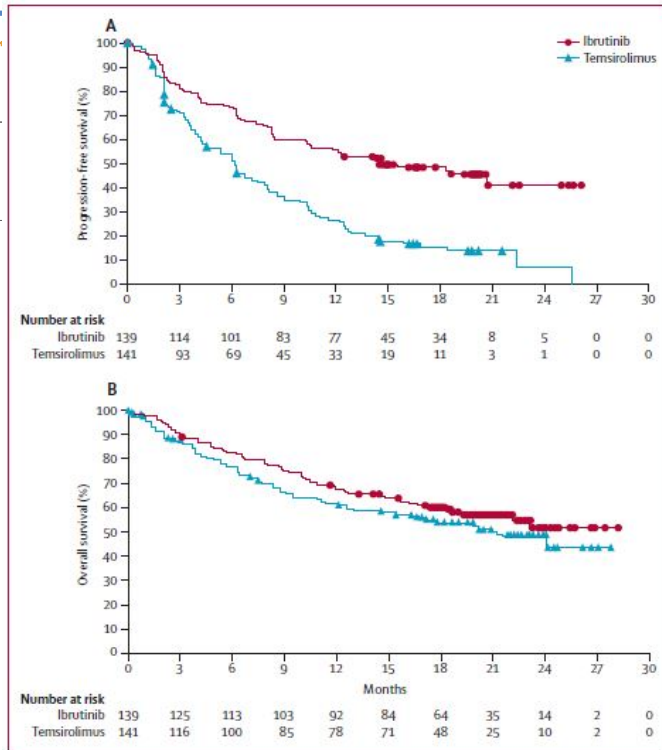 A
Ibrutinib
Temsirolimus
Progression-free survival (%)
100
90
80
70
60
50
40
30
20
10
0
0 3 6 9 12 15 18 21 24 27 30
Number at risk
Ibrutinib 139 114 101 83 77 45 34 8 5 0 0
Temsirolimus 141 93 69 45 33 19 11 3 1 0 0
B
Overall survival (%)
100
90
80
70
60
50
40
30
20
10
0
0 3 6 9 12 15 18 21 24 27 30
Months
Number at risk
Ibrutinib 139 125 113 103 92 84 64 35 14 2 0
Temsirolimus 141 116 100 85 78 71 48 25 10 2 0